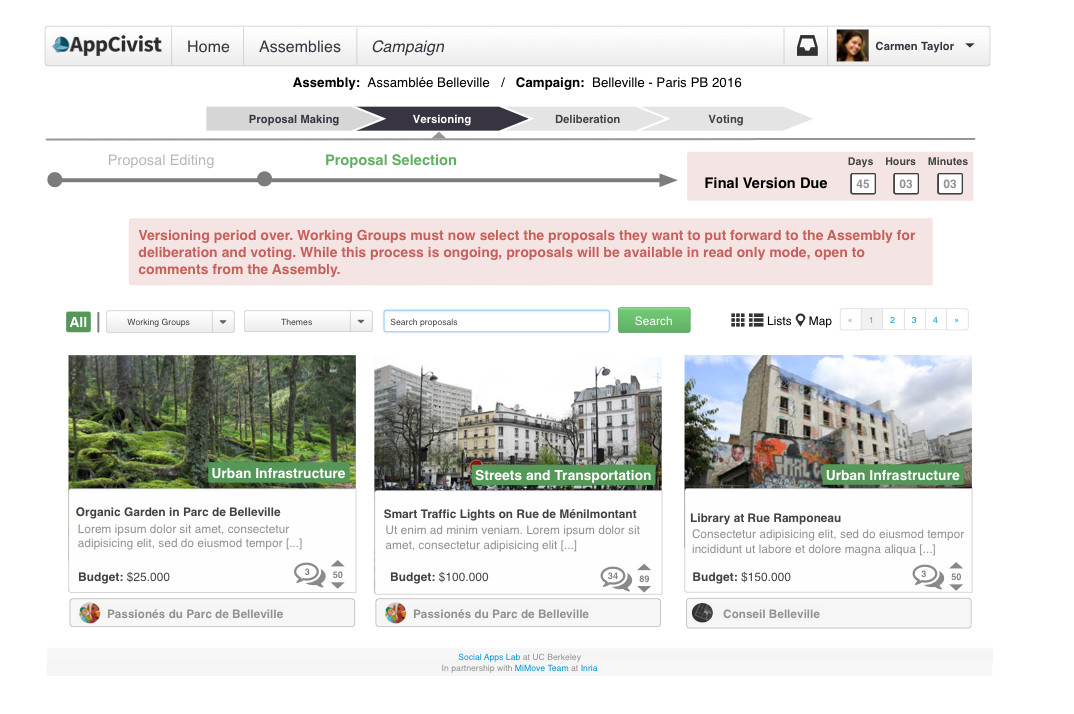 AppCivist
Home
Assemblies
Campaign
Carmen Taylor
Assembly: Assamblée Belleville / Campaign: Belleville - Paris PB 2016
Proposal Making
Versioning
Deliberation
Voting
Proposal Editing
Proposal Selection
Days Hours Minutes
Final Version Due 45 03 03
Versioning period over. Working Groups must now select the proposals they want to put forward to the Assembly for
deliberation and voting. While this process is ongoing, proposals will be available in read only mode, open to
comments from the Assembly.
All
Working Groups
Themes
Search proposals
Search
Lists
Map
« 1 2 3 4 »
Urban Infrastructure
Organic Garden in Parc de Belleville
Lorem ipsum dolor sit amet, consectetur
adipisicing elit, sed do eiusmod tempor [...]
Budget: $25.000
3
50
Passionés du Parc de Belleville
Streets and Transportation
Smart Traffic Lights on Rue de Ménilmontant
Ut enim ad minim veniam. Lorem ipsum dolor sit
amet, consectetur adipisicing elit [...]
Budget: $100.000
34
89
Passionés du Parc de Belleville
Urban Infrastructure
Library at Rue Ramponeau
Consectetur adipisicing elit, sed do eiusmod tempor
incididunt ut labore et dolore magna aliqua [...]
Budget: $150.000
3
50
Conseil Belleville
Social Apps Lab at UC Berkeley
In partnership with MiMove Team at Inria